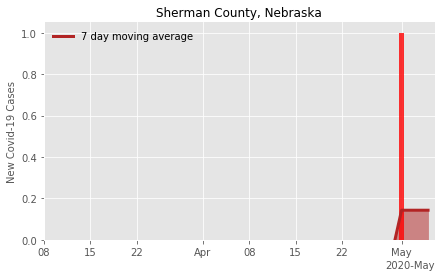 Sherman County, Nebraska
7 day moving average
New Covid-19 Cases
1.0
0.8
0.6
0.4
0.2
0.0
08 15 22 Apr 08 15 22 May
2020-May